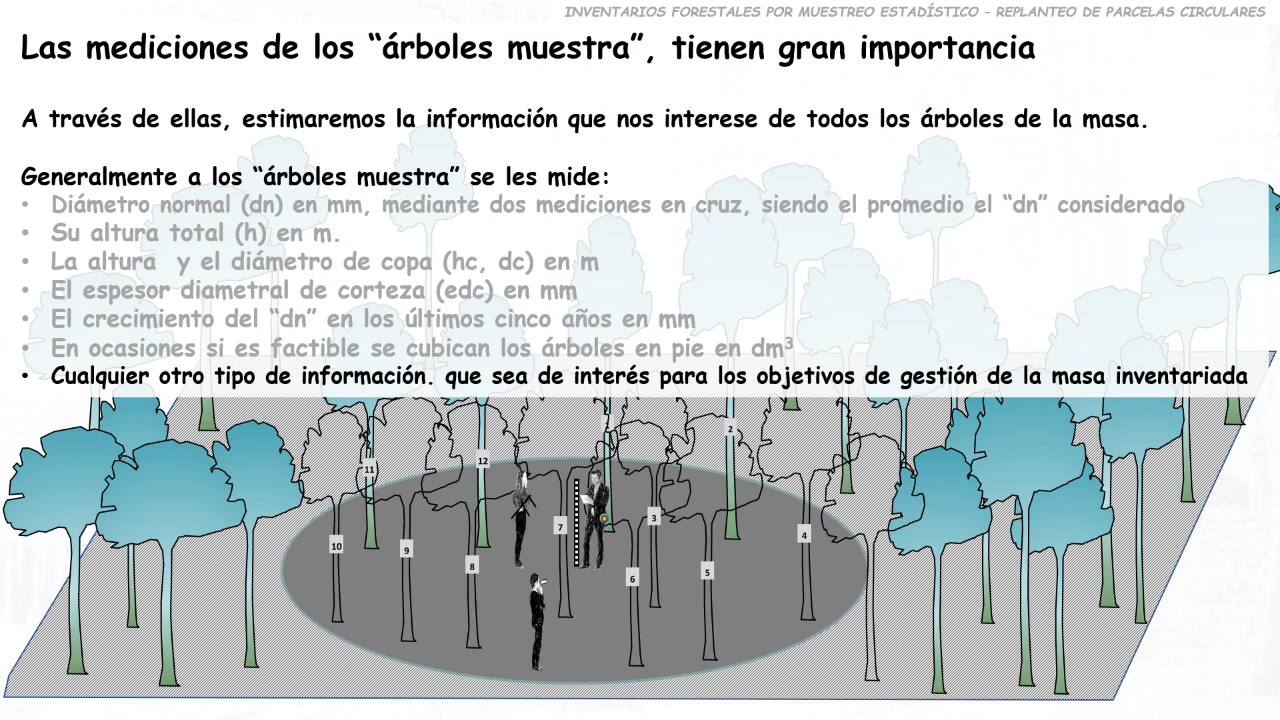 INVENTARIOS FORESTALES POR MUESTREO ESTADÍSTICO – REPLANTEO DE PARCELAS CIRCULARES
Las mediciones de los “árboles muestra”, tienen gran importancia
A través de ellas, estimaremos la información que nos interese de todos los árboles de la masa.
Generalmente a los “árboles muestra” se les mide:
• Diámetro normal (dn) en mm, mediante dos mediciones en cruz, siendo el promedio el “dn” considerado
• Su altura total (h) en m.
• La altura y el diámetro de copa (hc, dc) en m
• El espesor diametral de corteza (edc) en mm
• El crecimiento del “dn” en los últimos cinco años en mm
• En ocasiones si es factible se cubican los árboles en pie en dm³
• Cualquier otro tipo de información. que sea de interés para los objetivos de gestión de la masa inventariada
2
12
11
3
7
4
10
9
8
5
6